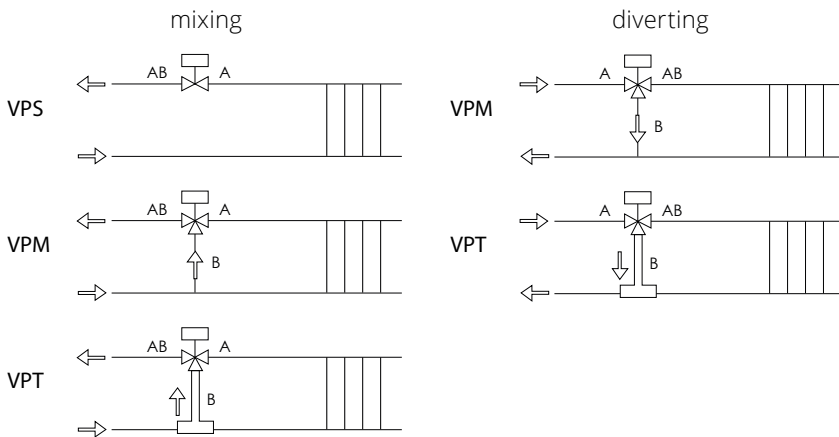 mixing
AB A
VPS
AB A
VPM
B
AB A
VPT
B
diverting
A AB
VPM
B
A AB
VPT
B